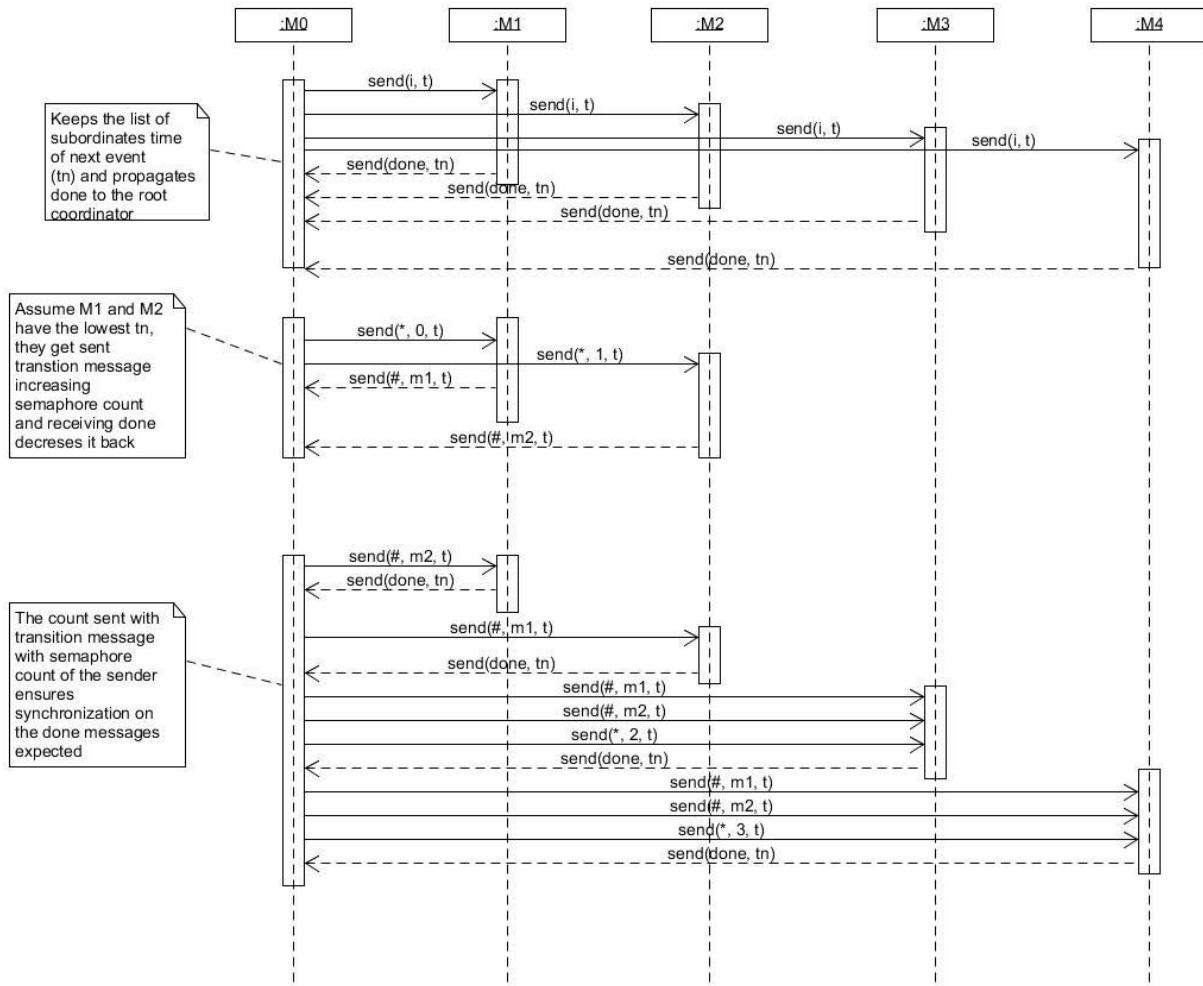 :M0
:M1
:M2
:M3
:M4
send(i, t)
send(i, t)
send(i, t)
send(i, t)
Keeps the list of
subordinates time
of next event
(tn) and propagates
done to the root
coordinator
send(done, tn)
send(done, tn)
send(done, tn)
send(done, tn)
Assume M1 and M2
have the lowest tn,
they get sent
transtion message
increasing
semaphore count
and receiving done
decreses it back
send(*, 0, t)
send(*, 1, t)
send(#, m1, t)
send(#, m2, t)
send(#, m2, t)
send(done, tn)
The count sent with
transition message
with semaphore
count of the sender
ensures
synchronization on
the done messages
expected
send(#, m1, t)
send(done, tn)
send(#, m1, t)
send(#, m2, t)
send(*, 2, t)
send(done, tn)
send(#, m1, t)
send(#, m2, t)
send(*, 3, t)
send(done, tn)